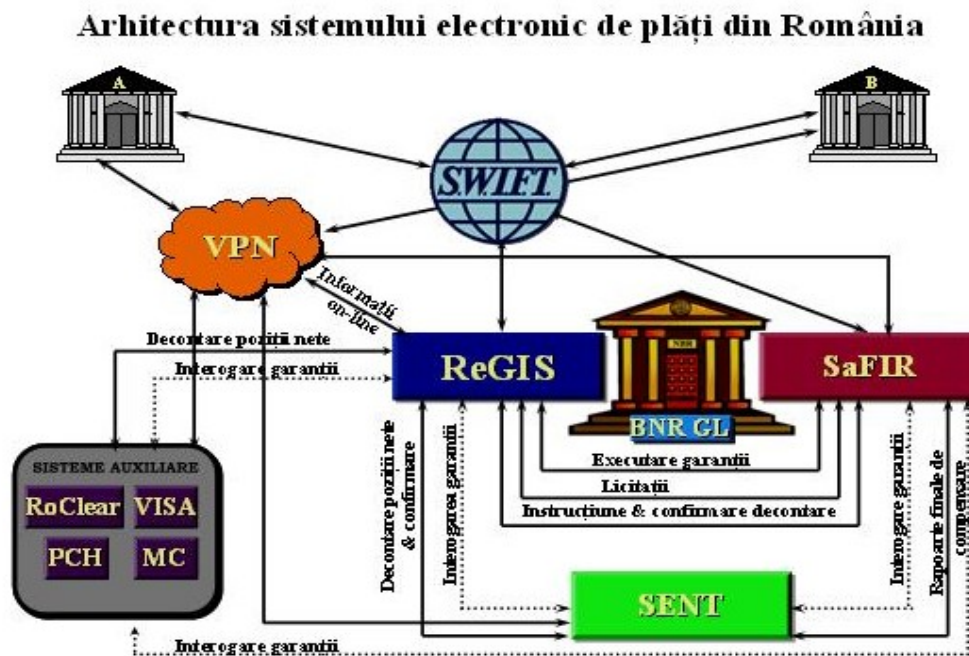 Arhitectura sistemului electronic de plăți din România
A
B
S.W.I.F.T.
VPN
Informații
on-line
Decontare poziții nete
Interogare garanții
ReGIS
NBR
BNR GL
SaFIR
SISTEME AUXILIARE
RoClear
VISA
PCH
MC
Decontare poziții nete
& confirmare
Interogarea garanții
Executare garanții
Licitații
Instrucțiune & confirmare decontare
Interogare garanții
Rapoarte finale de
compensare
SENT
Interogare garanții